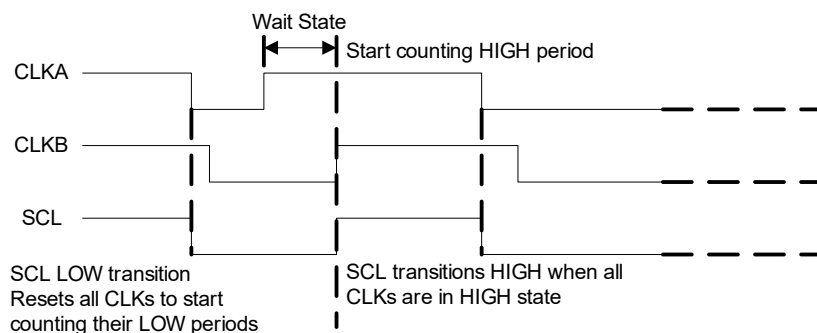 Wait State
Start counting HIGH period
CLKA
CLKB
SCL
SCL LOW transition
Resets all CLKs to start
counting their LOW periods
SCL transitions HIGH when all
CLKs are in HIGH state